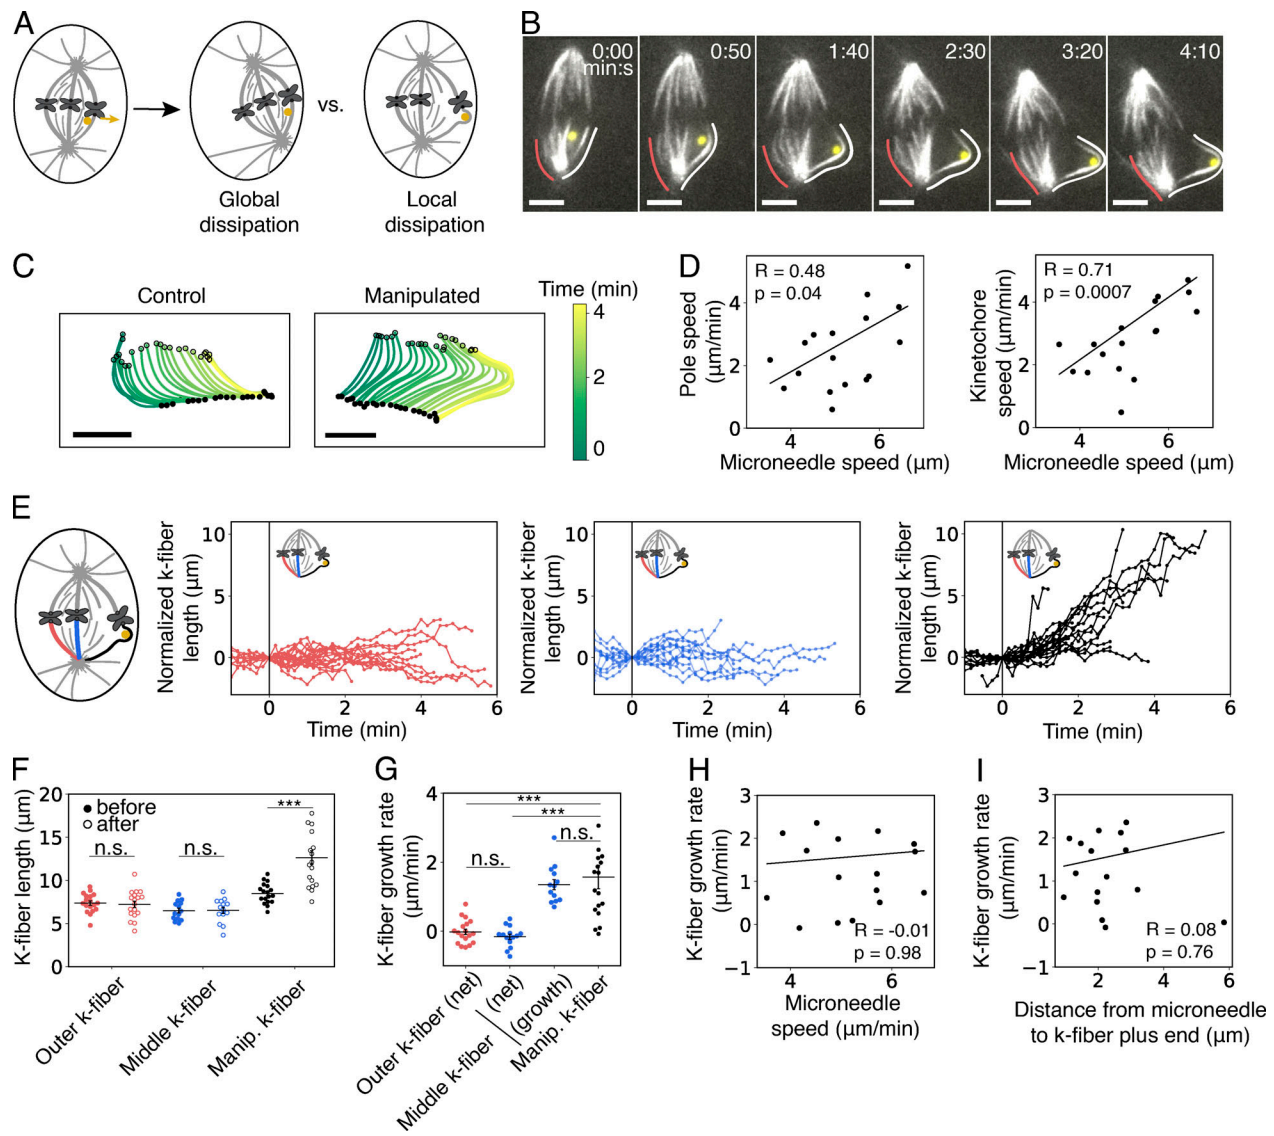 A
vs.
Global
dissipation
Local
dissipation
B
0:00
min:s
0:50
1:40
2:30
3:20
4:10
C
Control
Manipulated
Time (min)
4
2
0
D
R = 0.48
p = 0.04
Pole speed
(µm/min)
4
2
0
4
6
Microneedle speed (µm)
R = 0.71
p = 0.0007
Kinetochore
speed (µm/min)
4
2
0
4
6
Microneedle speed (µm)
E
Normalized k-fiber
length (µm)
10
5
0
0
2
4
6
Time (min)
Normalized k-fiber
length (µm)
10
5
0
0
2
4
6
Time (min)
Normalized k-fiber
length (µm)
10
5
0
0
2
4
6
Time (min)
F
K-fiber length (µm)
20
15
10
5
0
before
after
n.s.
n.s.
***
Outer k-fiber
Middle k-fiber
Manip. k-fiber
G
K-fiber growth rate
(µm/min)
4
2
0
***
***
n.s.
n.s.
Outer k-fiber (net)
Middle k-fiber
(net)
(growth)
Manip. k-fiber
H
K-fiber growth rate
(µm/min)
3
2
1
0
−1
R = -0.01
p = 0.98
4
6
Microneedle
speed (µm/min)
I
K-fiber growth rate
(µm/min)
3
2
1
0
−1
R = 0.08
p = 0.76
2
4
6
Distance from microneedle
to k-fiber plus end (µm)